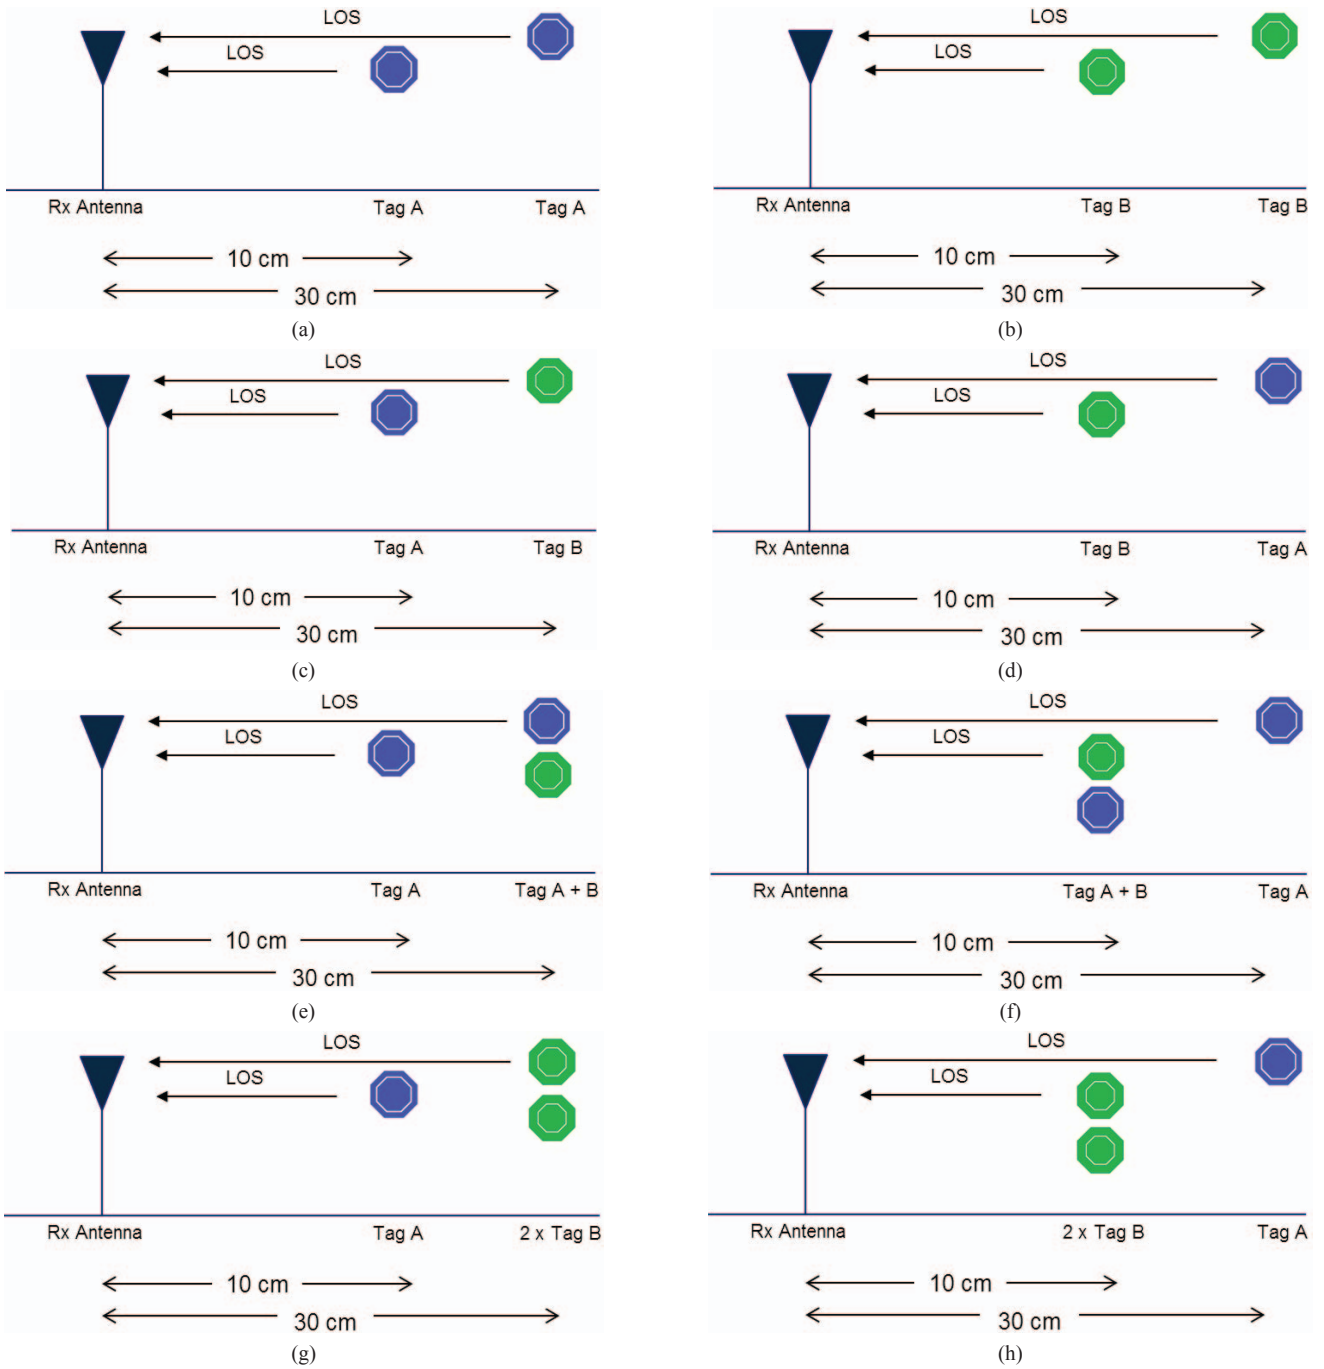 LOS
LOS
Rx Antenna Tag A Tag A
10 cm
30 cm
(a)
LOS
LOS
Rx Antenna Tag B Tag B
10 cm
30 cm
(b)
LOS
LOS
Rx Antenna Tag A Tag B
10 cm
30 cm
(c)
LOS
LOS
Rx Antenna Tag B Tag A
10 cm
30 cm
(d)
LOS
LOS
Rx Antenna Tag A Tag A + B
10 cm
30 cm
(e)
LOS
LOS
Rx Antenna Tag A + B Tag A
10 cm
30 cm
(f)
LOS
LOS
Rx Antenna Tag A 2 x Tag B
10 cm
30 cm
(g)
LOS
LOS
Rx Antenna 2 x Tag B Tag A
10 cm
30 cm
(h)